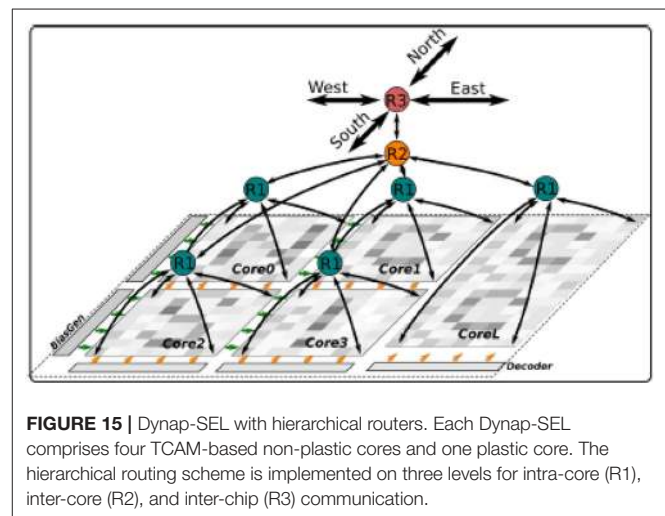 North
West
R3
East
South
R2
R1
R1
R1
R1
R1
Core0
Core1
BiasGen
Core2
Core3
CoreL
Decoder
FIGURE 15 | Dynap-SEL with hierarchical routers. Each Dynap-SEL
comprises four TCAM-based non-plastic cores and one plastic core. The
hierarchical routing scheme is implemented on three levels for intra-core (R1),
inter-core (R2), and inter-chip (R3) communication.